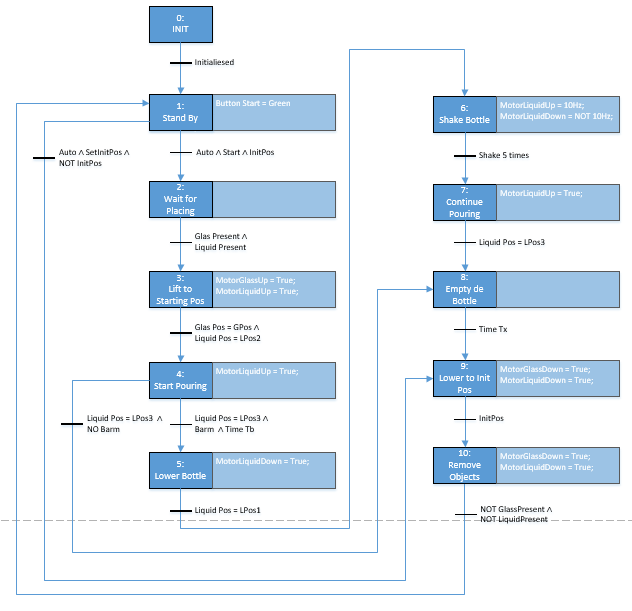 0:
INIT
Initialiesed
1:
Stand By
Button Start = Green
Auto ∧ SetInitPos ∧
NOT InitPos
Auto ∧ Start ∧ InitPos
2:
Wait for
Placing
Glas Present ∧
Liquid Present
3:
Lift to
Starting Pos
MotorGlassUp = True;
MotorLiquidUp = True;
Glas Pos = GPos ∧
Liquid Pos = LPos2
4:
Start Pouring
MotorLiquidUp = True;
Liquid Pos = LPos3 ∧
NO Barm
Liquid Pos = LPos3 ∧
Barm ∧ Time Tb
5:
Lower Bottle
MotorLiquidDown = True;
Liquid Pos = LPos1
6:
Shake Bottle
MotorLiquidUp = 10Hz;
MotorLiquidDown = NOT 10Hz;
Shake 5 times
7:
Continue
Pouring
MotorLiquidUp = True;
Liquid Pos = LPos3
8:
Empty de
Bottle
Time Tx
9:
Lower to Init
Pos
MotorGlassDown = True;
MotorLiquidDown = True;
InitPos
10:
Remove
Objects
MotorGlassDown = True;
MotorLiquidDown = True;
NOT GlassPresent ∧
NOT LiquidPresent